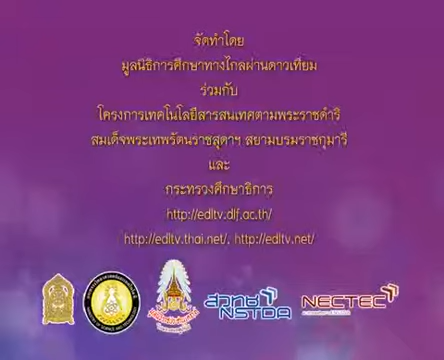 จัดทำโดย
มูลนิธิการศึกษาทางไกลผ่านดาวเทียม
ร่วมกับ
โครงการเทคโนโลยีสารสนเทศตามพระราชดำริ
สมเด็จพระเทพรัตนราชสุดาฯ สยามบรมราชกุมารี
และ
กระทรวงศึกษาธิการ
http://edltv.dlf.ac.th/
http://edltv.thai.net/, http://edltv.net/
สวทช
NSTDA
NECTEC